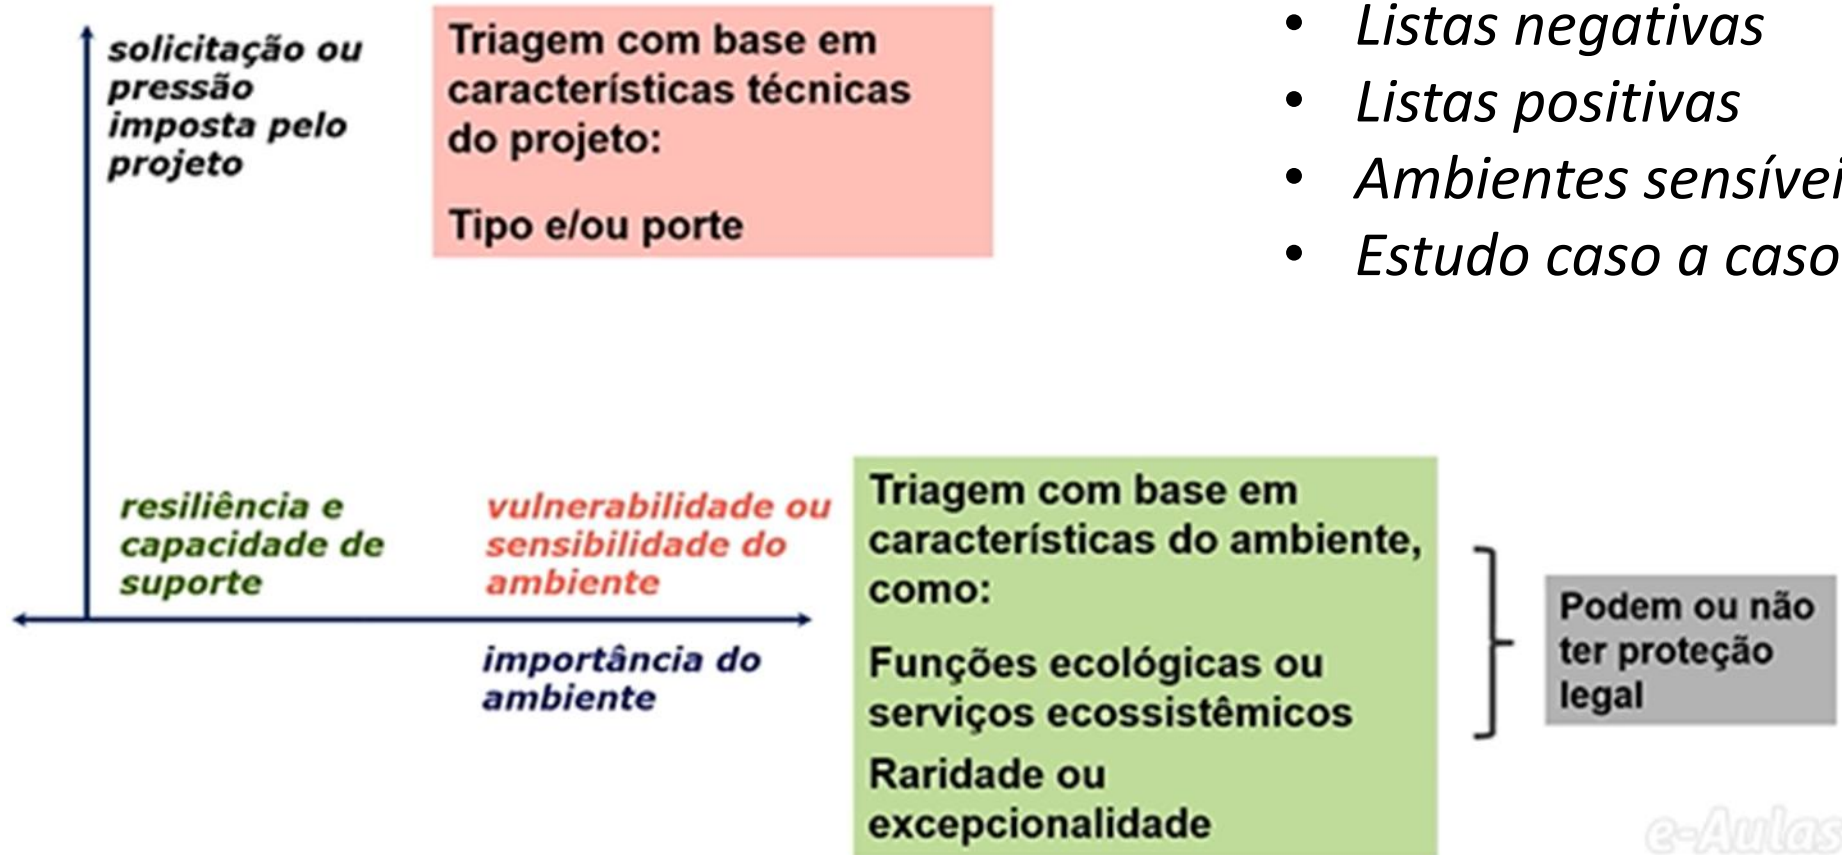 solicitação ou
pressão
imposta pelo
projeto
Triagem com base em
características técnicas
do projeto:
Tipo e/ou porte
• Listas negativas
• Listas positivas
• Ambientes sensívei
• Estudo caso a caso
resiliência e
capacidade de
suporte
vulnerabilidade ou
sensibilidade do
ambiente
importância do
ambiente
Triagem com base em
características do ambiente,
como:
Funções ecológicas ou
serviços ecossistêmicos
Raridade ou
excepcionalidade
Podem ou não
ter proteção
legal
e-Aulas